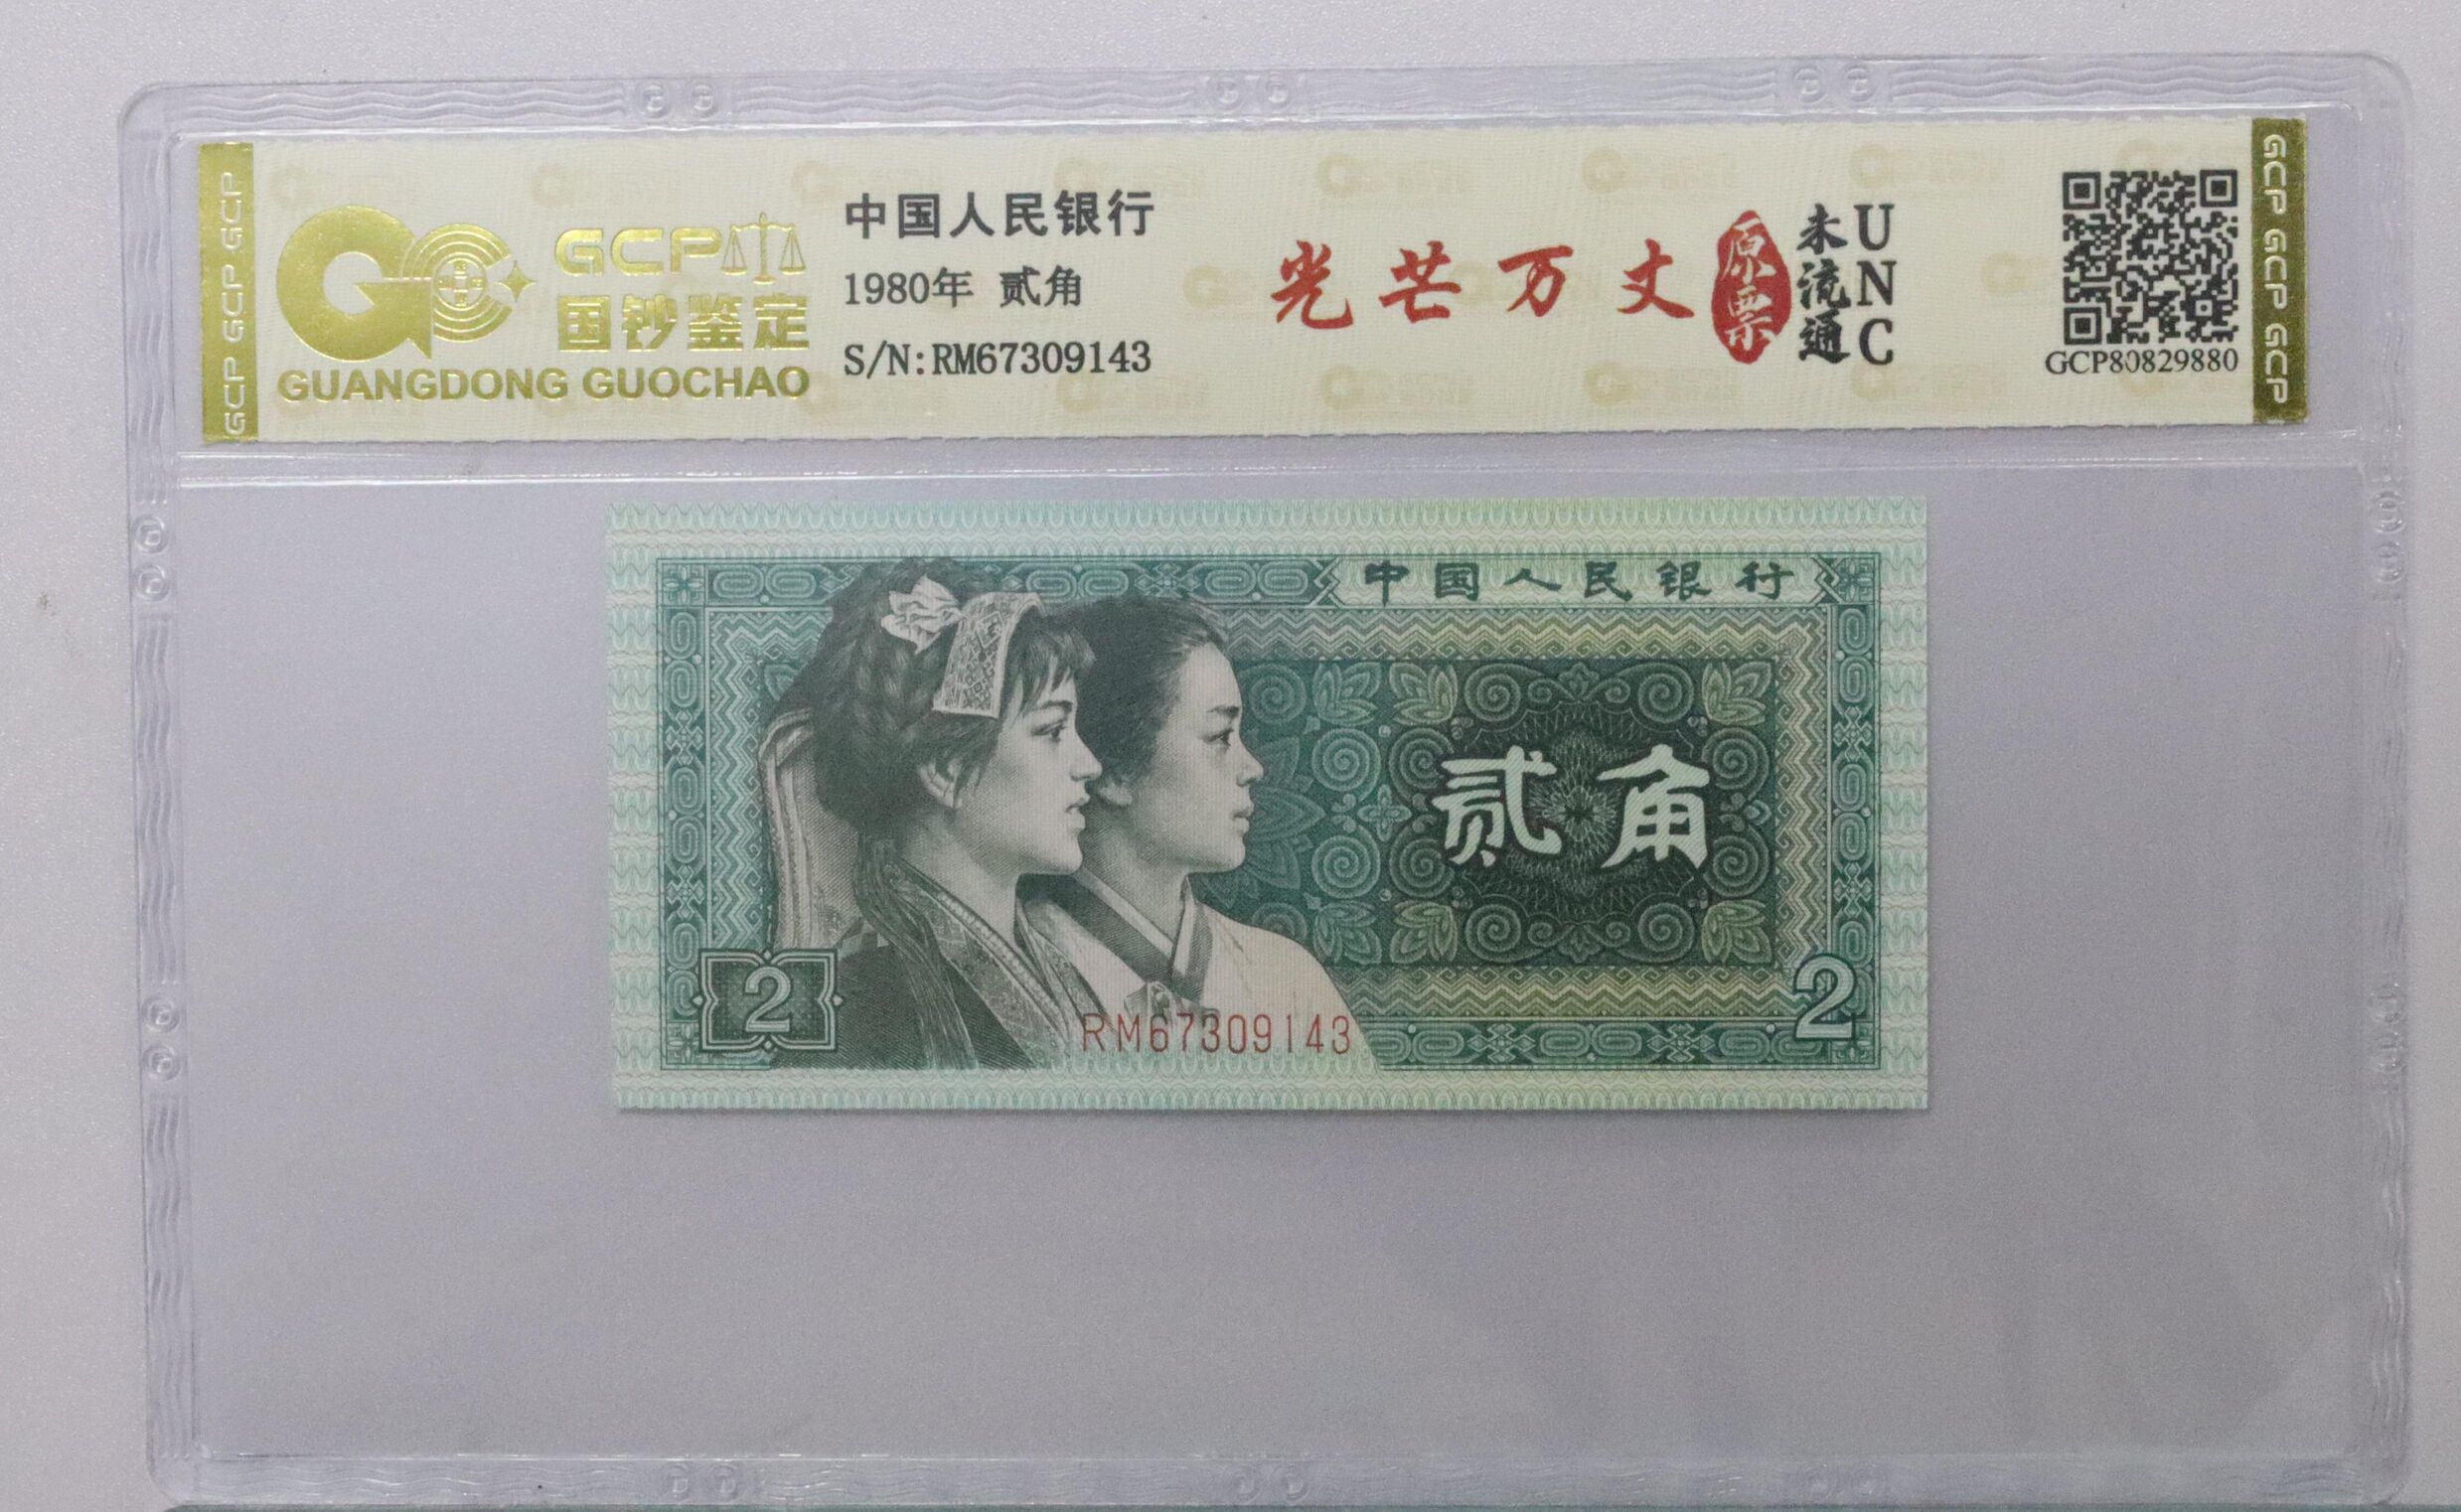 GCP GCP GCP
GCP
国钞鉴定
GUANGDONG GUOCHAO
中国人民银行
1980年 贰角
S/N:RM67309143
光芒万丈
原票
未流通
UNC
GCP80829880
GCP GCP GCP
中国人民银行
贰角
2
2
RM67309143